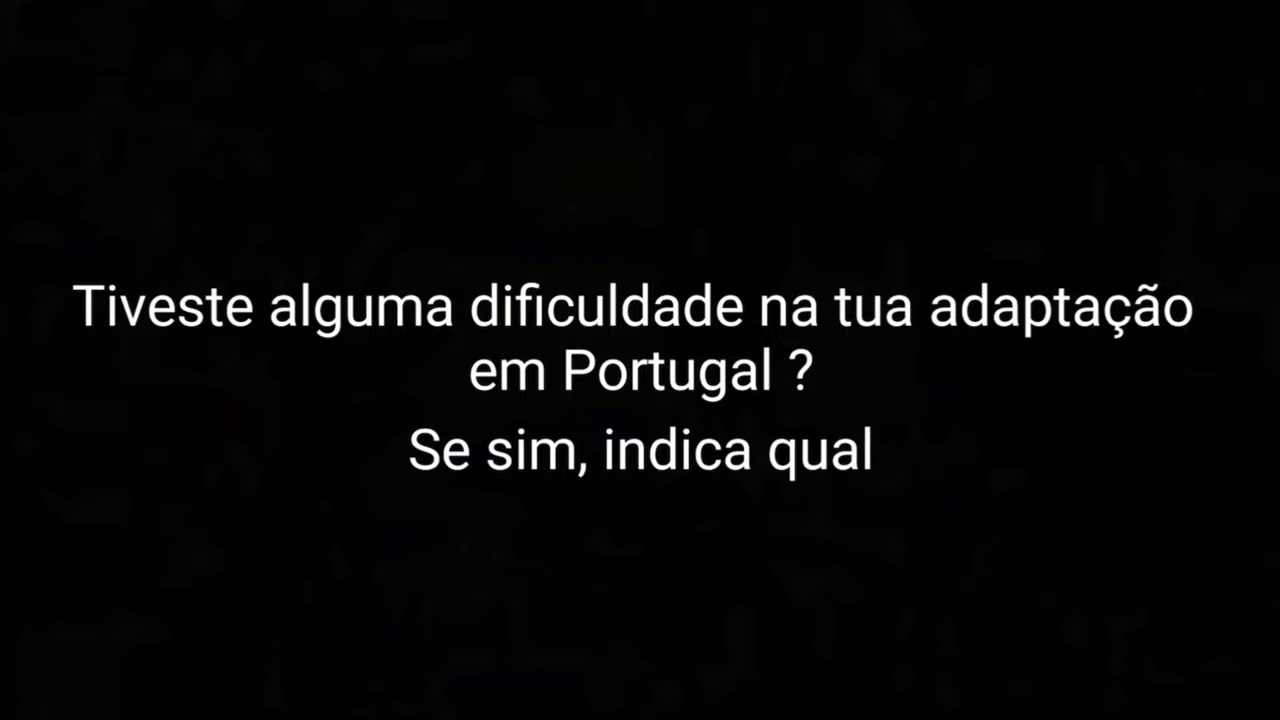 Tiveste alguma dificuldade na tua adaptação
em Portugal ?
Se sim, indica qual